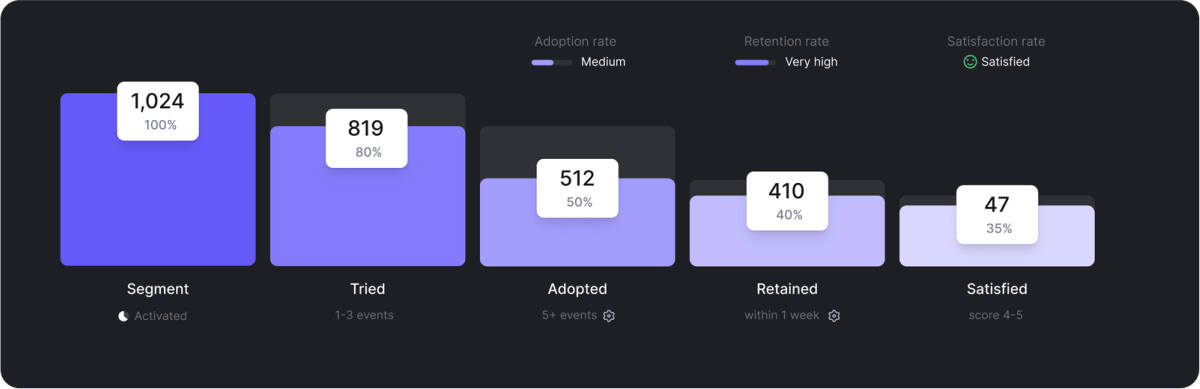 Adoption rate
Medium
Retention rate
Very high
Satisfaction rate
Satisfied
1,024
100%
819
80%
512
50%
410
40%
47
35%
Segment
Activated
Tried
1-3 events
Adopted
5+ events
Retained
within 1 week
Satisfied
score 4-5